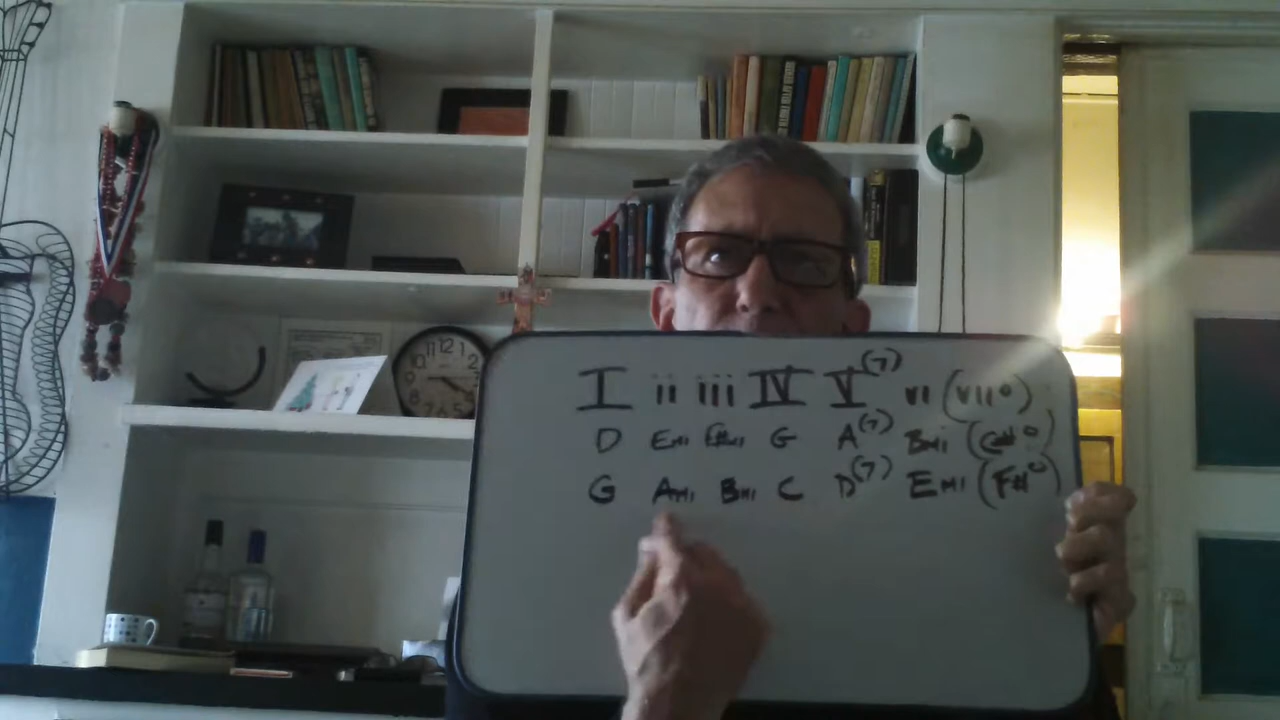 I ii iii IV V(7) vi (vii°)
D Emi F#mi G A(7) Bmi (C#°)
G Ami Bmi C D(7) Emi (F#°)